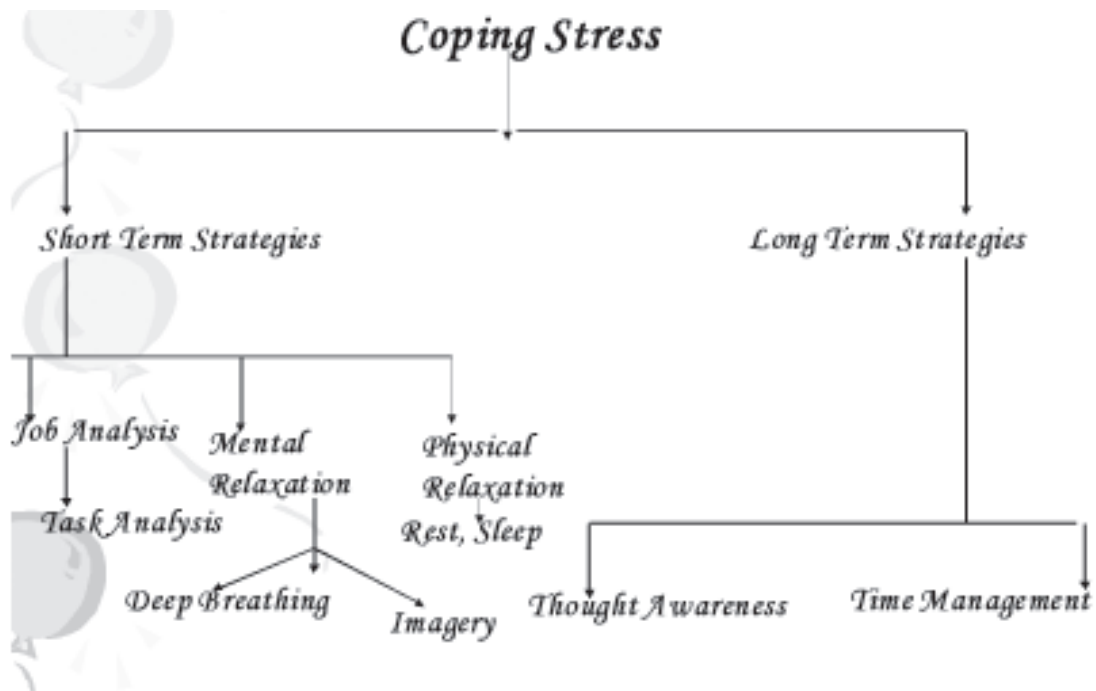 Coping Stress
Short Term Strategies
Long Term Strategies
Job Analysis
Mental
Relaxation
Physical
Relaxation
Task Analysis
Rest, Sleep
Deep Breathing
Imagery
Thought Awareness
Time Management